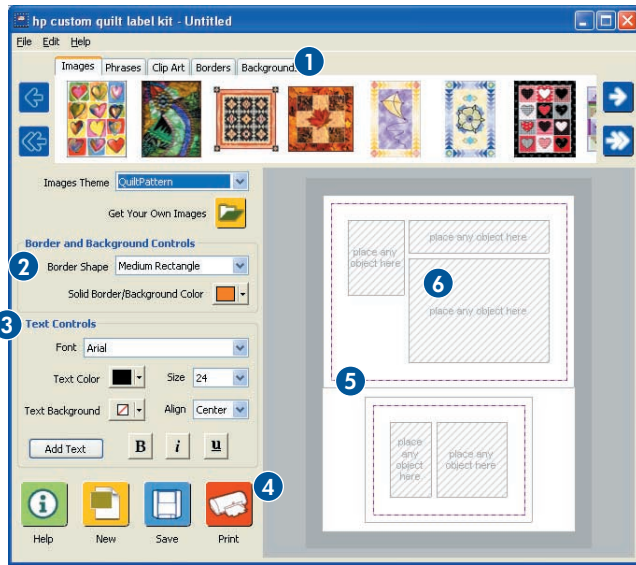 hp custom quilt label kit - Untitled
File Edit Help
Images Phrases Clip Art Borders Background
1
Images Theme QuiltPattern
Get Your Own Images
Border and Background Controls
2
Border Shape Medium Rectangle
Solid Border/Background Color
3
Text Controls
Font Arial
Text Color Size 24
Text Background Align Center
Add Text B i u
4
Help New Save Print
place any
object here
place any object here
6
place any object here
5
place
any
object
here
place any
object here